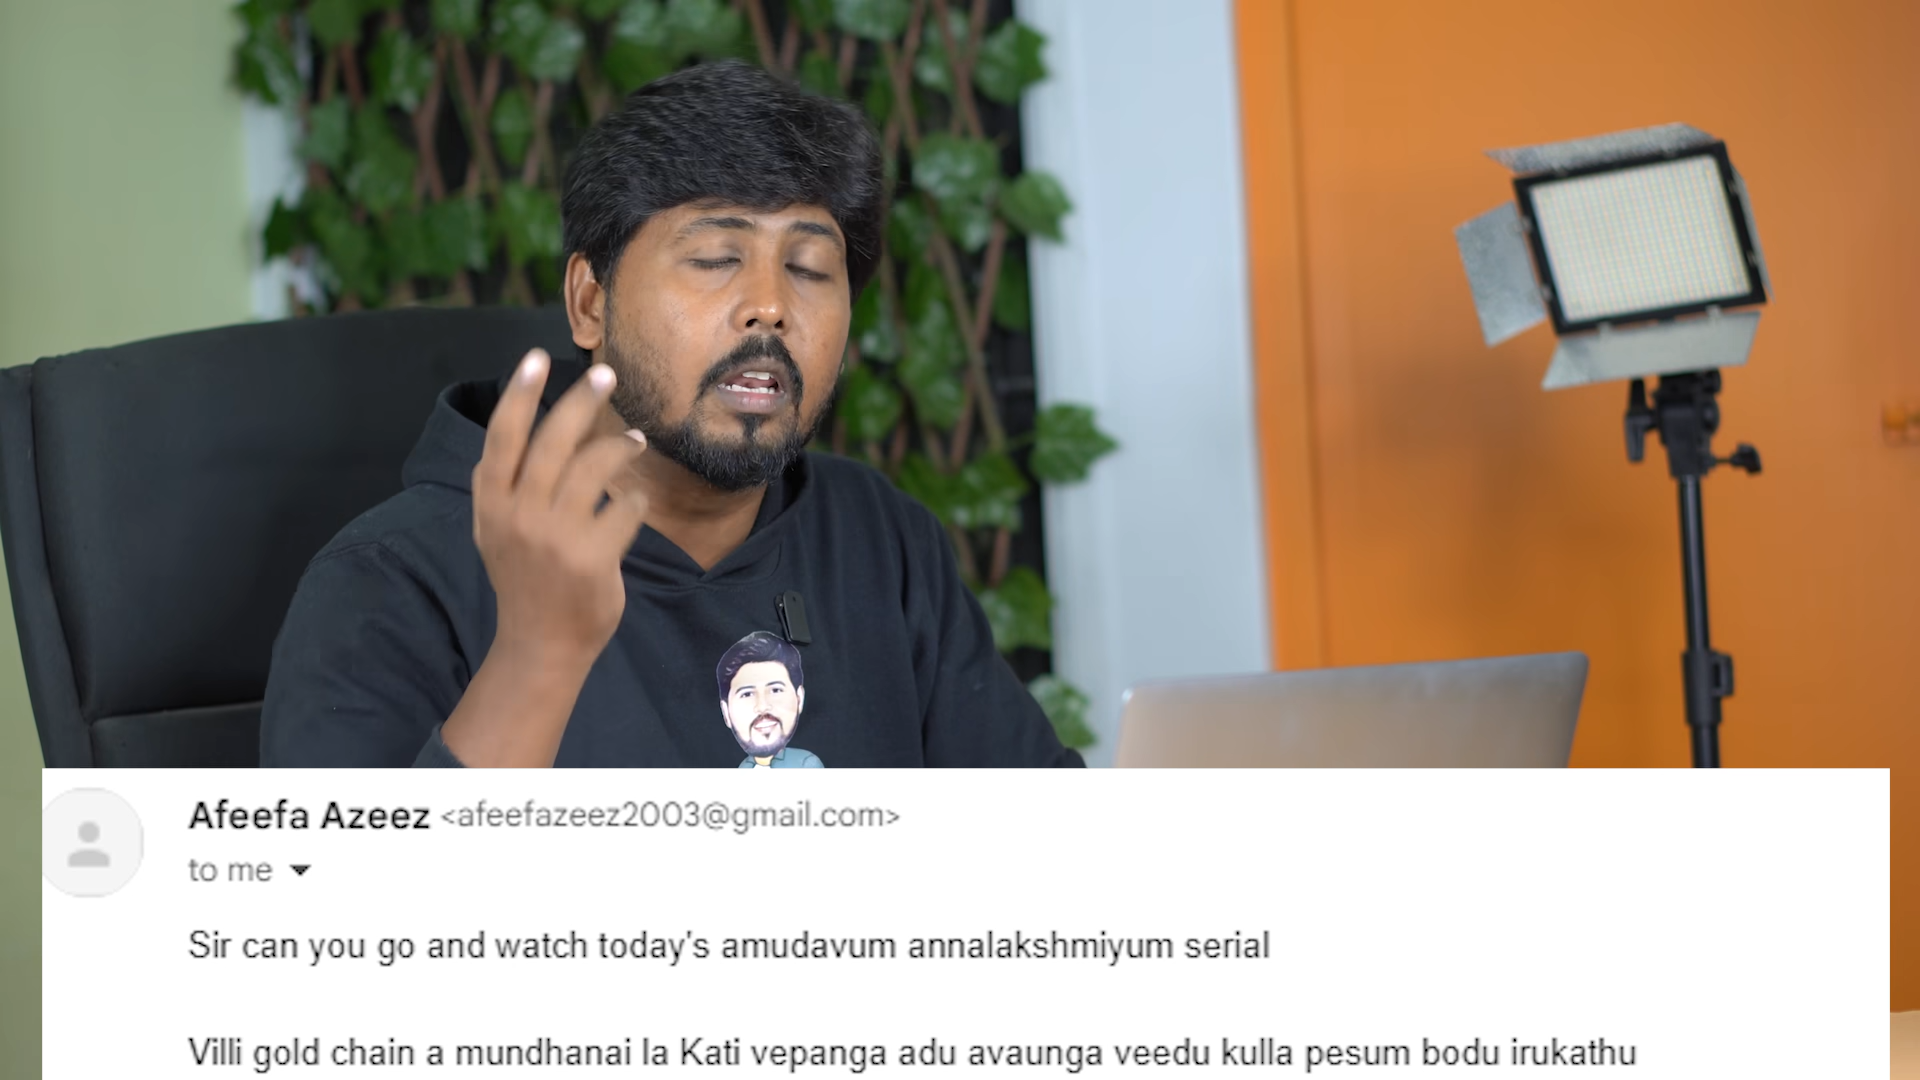 Afeefa Azeez <afeefazeez2003@gmail.com>
to me
Sir can you go and watch today's amudavum annalakshmiyum serial
Villi gold chain a mundhanai la Kati vepanga adu avaunga veedu kulla pesum bodu irukathu